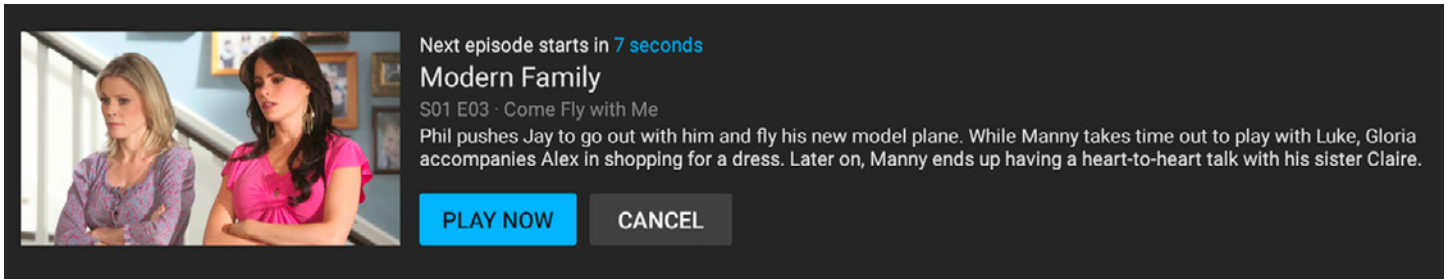 Next episode starts in 7 seconds
Modern Family
S01 E03 · Come Fly with Me
Phil pushes Jay to go out with him and fly his new model plane. While Manny takes time out to play with Luke, Gloria
accompanies Alex in shopping for a dress. Later on, Manny ends up having a heart-to-heart talk with his sister Claire.
PLAY NOW CANCEL